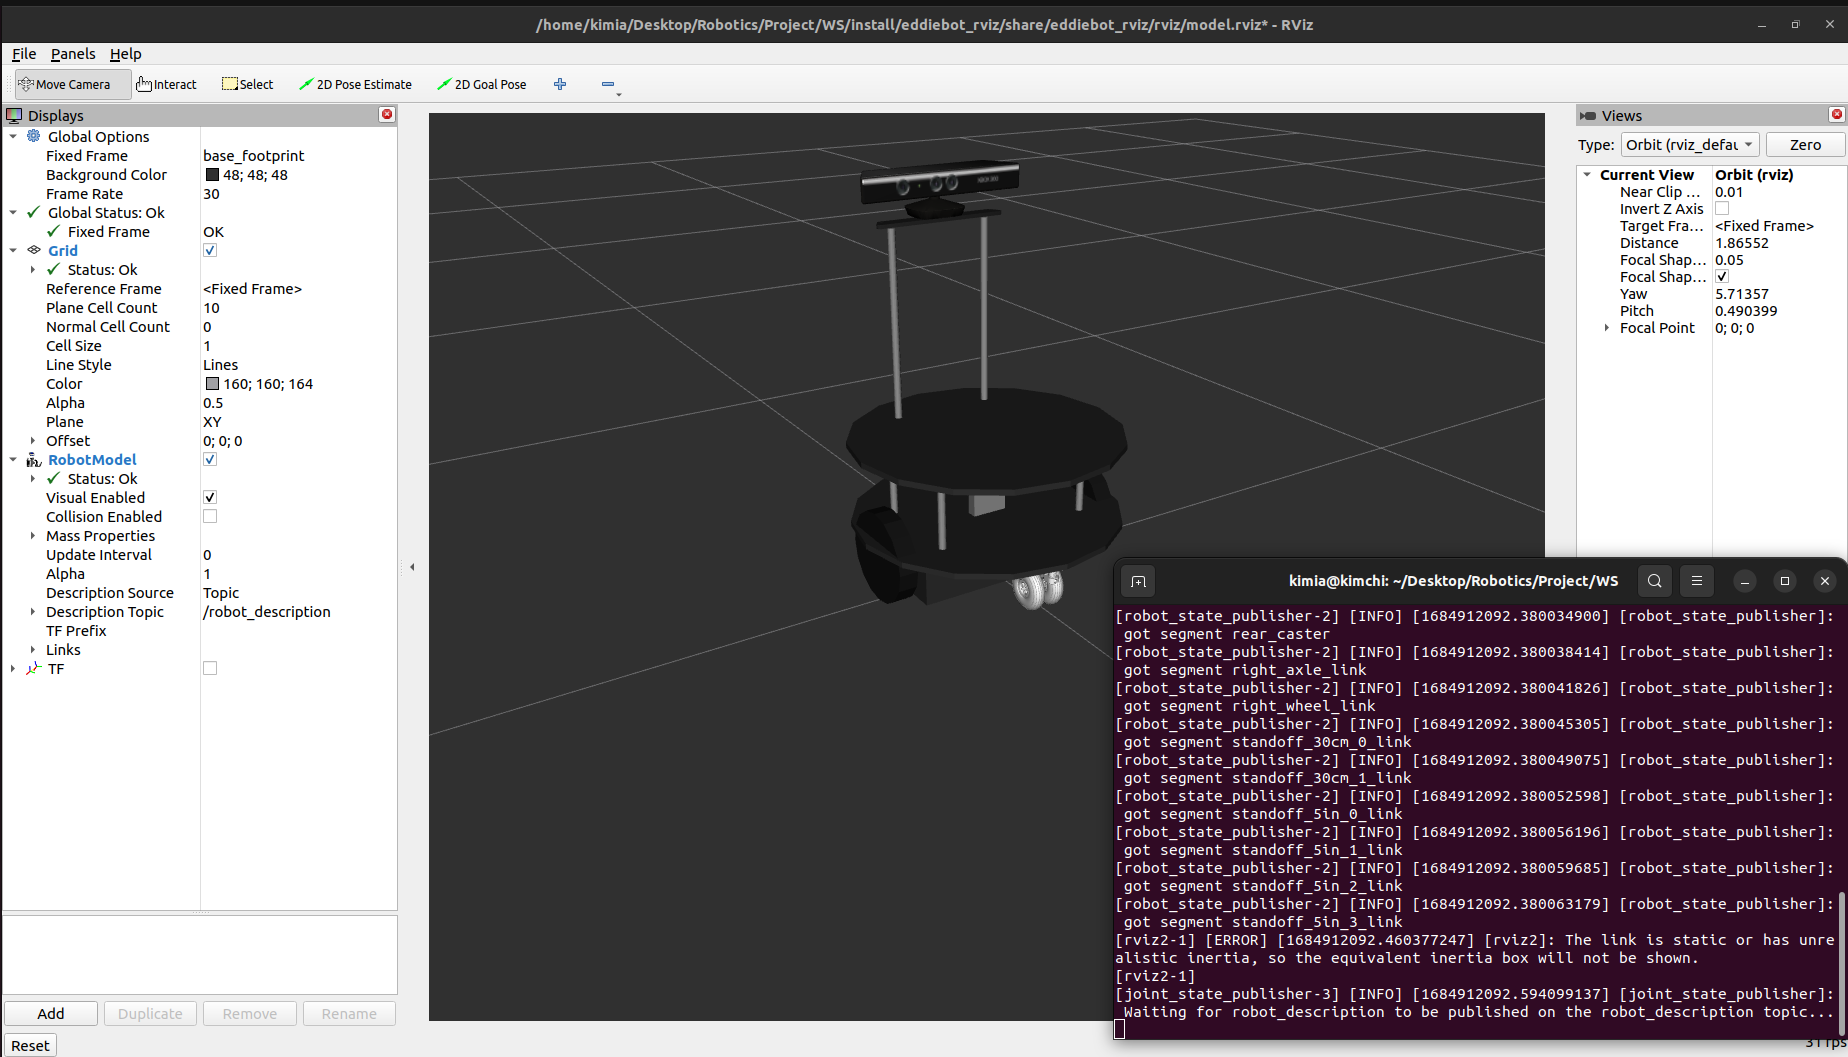 /home/kimia/Desktop/Robotics/Project/WS/install/eddiebot_rviz/share/eddiebot_rviz/rviz/model.rviz* - RViz
File Panels Help
Move Camera Interact Select 2D Pose Estimate 2D Goal Pose
Displays
Global Options
Fixed Frame base_footprint
Background Color 48; 48; 48
Frame Rate 30
Global Status: Ok
Fixed Frame OK
Grid
Status: Ok
Reference Frame <Fixed Frame>
Plane Cell Count 10
Normal Cell Count 0
Cell Size 1
Line Style Lines
Color 160; 160; 164
Alpha 0.5
Plane XY
Offset 0; 0; 0
RobotModel
Status: Ok
Visual Enabled
Collision Enabled
Mass Properties
Update Interval 0
Alpha 1
Description Source Topic
Description Topic /robot_description
TF Prefix
Links
TF
Add Duplicate Remove Rename
Reset
Views
Type: Orbit (rviz_defau Zero
Current View Orbit (rviz)
Near Clip ... 0.01
Invert Z Axis
Target Fra... <Fixed Frame>
Distance 1.86552
Focal Shap... 0.05
Focal Shap...
Yaw 5.71357
Pitch 0.490399
Focal Point 0; 0; 0
kimia@kimchi: ~/Desktop/Robotics/Project/WS
[robot_state_publisher-2] [INFO] [1684912092.380034900] [robot_state_publisher]:
got segment rear_caster
[robot_state_publisher-2] [INFO] [1684912092.380038414] [robot_state_publisher]:
got segment right_axle_link
[robot_state_publisher-2] [INFO] [1684912092.380041826] [robot_state_publisher]:
got segment right_wheel_link
[robot_state_publisher-2] [INFO] [1684912092.380045305] [robot_state_publisher]:
got segment standoff_30cm_0_link
[robot_state_publisher-2] [INFO] [1684912092.380049075] [robot_state_publisher]:
got segment standoff_30cm_1_link
[robot_state_publisher-2] [INFO] [1684912092.380052598] [robot_state_publisher]:
got segment standoff_5in_0_link
[robot_state_publisher-2] [INFO] [1684912092.380056196] [robot_state_publisher]:
got segment standoff_5in_1_link
[robot_state_publisher-2] [INFO] [1684912092.380059685] [robot_state_publisher]:
got segment standoff_5in_2_link
[robot_state_publisher-2] [INFO] [1684912092.380063179] [robot_state_publisher]:
got segment standoff_5in_3_link
[rviz2-1] [ERROR] [1684912092.460377247] [rviz2]: The link is static or has unre
alistic inertia, so the equivalent inertia box will not be shown.
[rviz2-1]
[joint_state_publisher-3] [INFO] [1684912092.594099137] [joint_state_publisher]:
Waiting for robot_description to be published on the robot_description topic...
31 fps